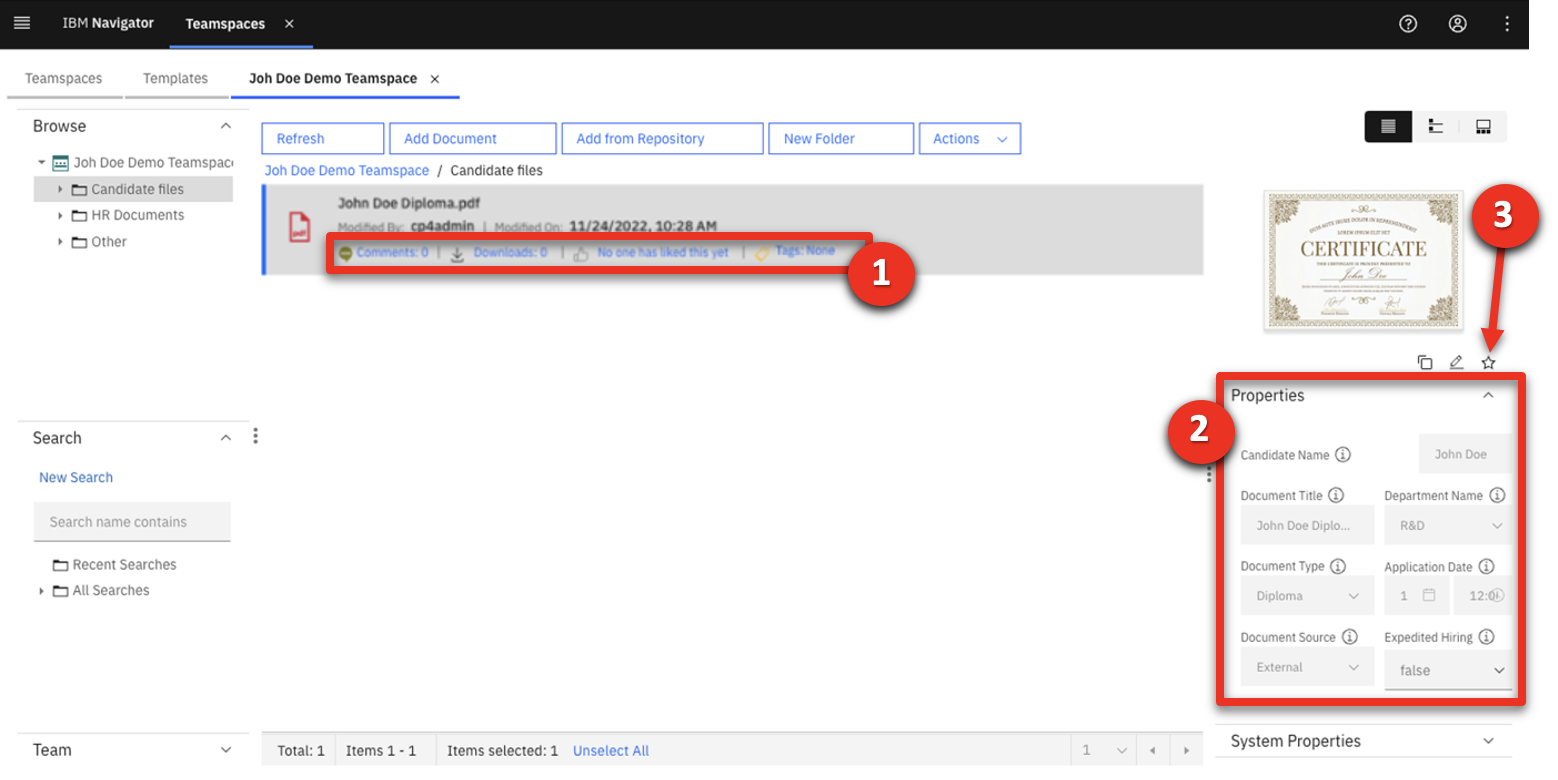 IBM Navigator Teamspaces
Teamspaces Templates Joh Doe Demo Teamspace
Browse
Joh Doe Demo Teamspac
Candidate files
HR Documents
Other
Search
New Search
Search name contains
Recent Searches
All Searches
Team
Refresh Add Document Add from Repository New Folder Actions
Joh Doe Demo Teamspace / Candidate files
John Doe Diploma.pdf
Modified By: cp4admin | Modified On: 11/24/2022, 10:28 AM
Comments: 0 | Downloads: 0 | No one has liked this yet | Tags: None
1
Total: 1 Items 1 - 1 Items selected: 1 Unselect All 1
CERTIFICATE
John Doe
3
Properties
2
Candidate Name John Doe
Document Title Department Name
John Doe Diplo... R&D
Document Type Application Date
Diploma 1 12:0
Document Source Expedited Hiring
External false
System Properties